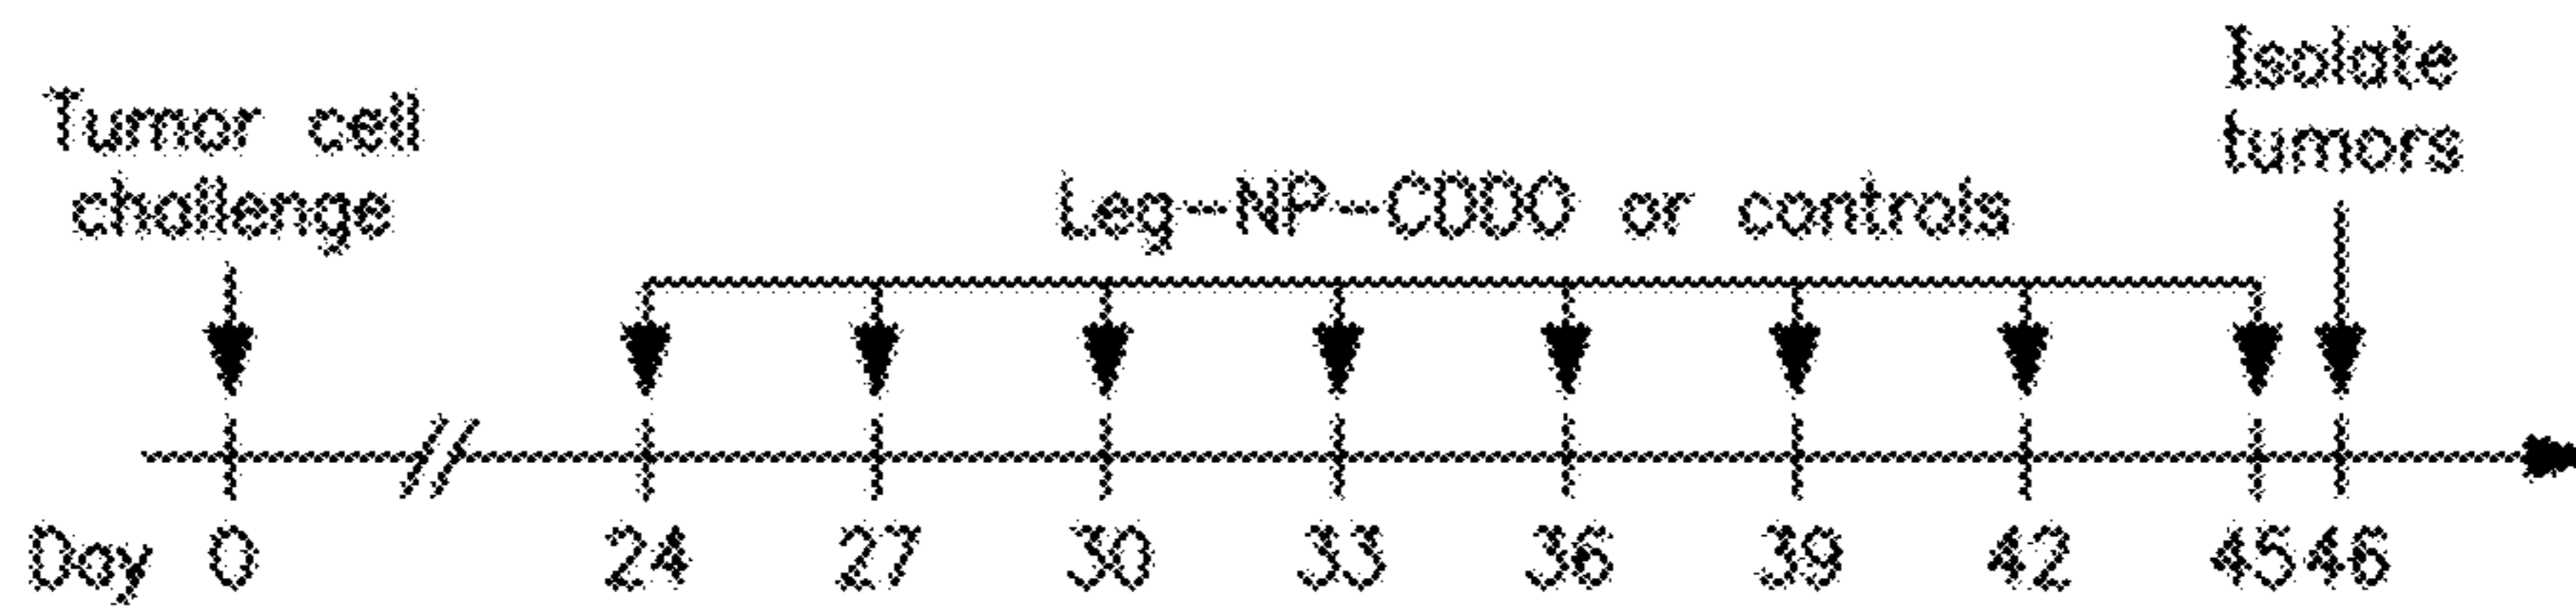 Isolate
tumors
Tumor cell
challenge
Leg-NP-CDDO or controls
Day 0 24 27 30 33 36 39 42 45 46